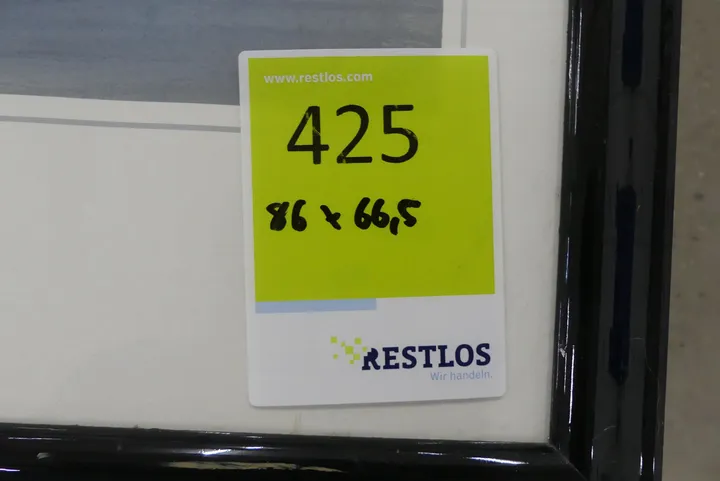 www.restlos.com
425
86 x 66,5
RESTLOS
Wir handeln.